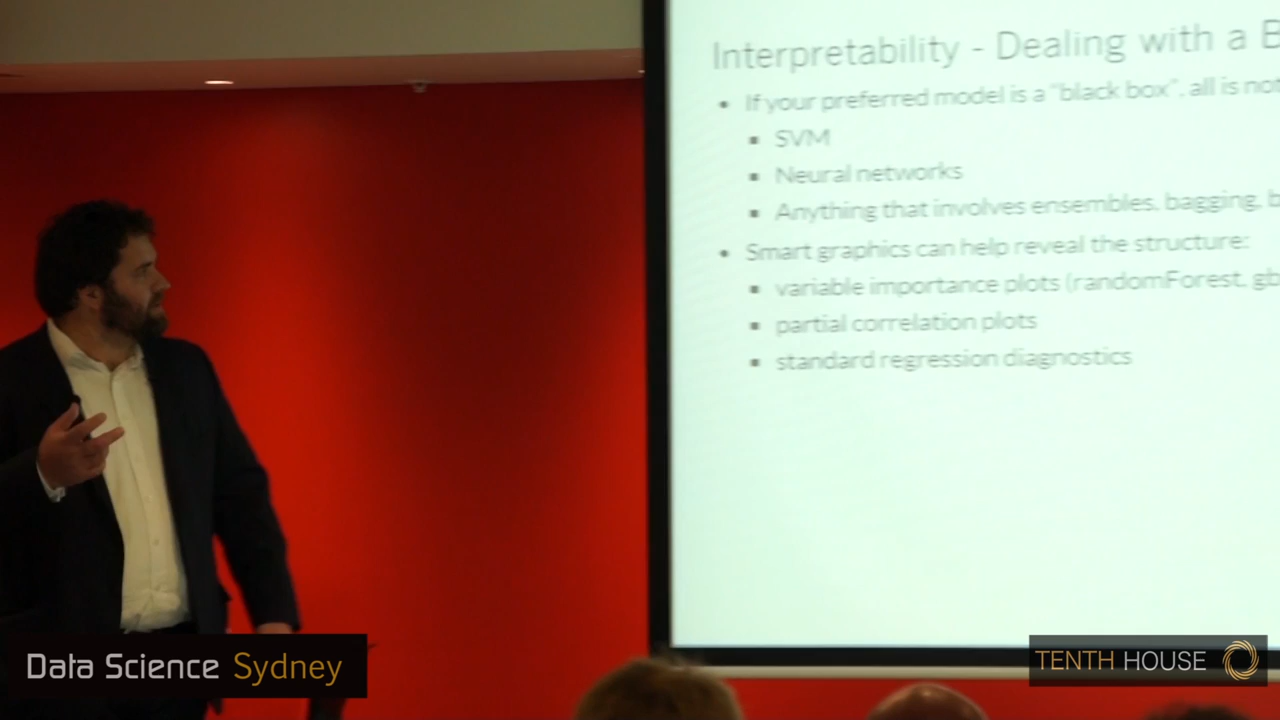 Interpretability - Dealing with a B
• If your preferred model is a "black box", all is not
▪ SVM
▪ Neural networks
▪ Anything that involves ensembles, bagging, b
• Smart graphics can help reveal the structure:
▪ variable importance plots (randomForest, gb
▪ partial correlation plots
▪ standard regression diagnostics
Data Science Sydney
TENTH HOUSE